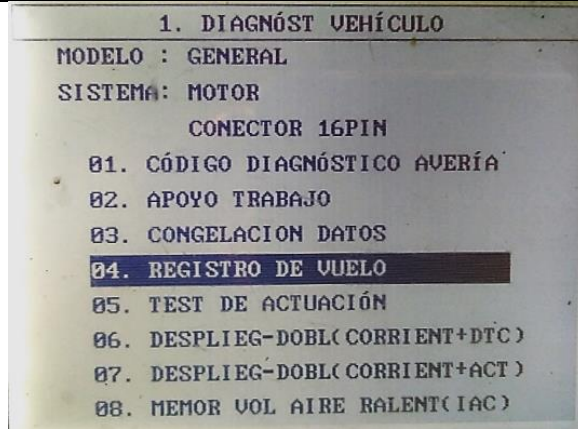 1. DIAGNÓST VEHÍCULO
MODELO : GENERAL
SISTEMA: MOTOR
CONECTOR 16PIN
01. CÓDIGO DIAGNÓSTICO AVERÍA
02. APOYO TRABAJO
03. CONGELACION DATOS
04. REGISTRO DE VUELO
05. TEST DE ACTUACIÓN
06. DESPLIEG-DOBL(CORRIENT+DTC)
07. DESPLIEG-DOBL(CORRIENT+ACT)
08. MEMOR VOL AIRE RALENT(IAC)